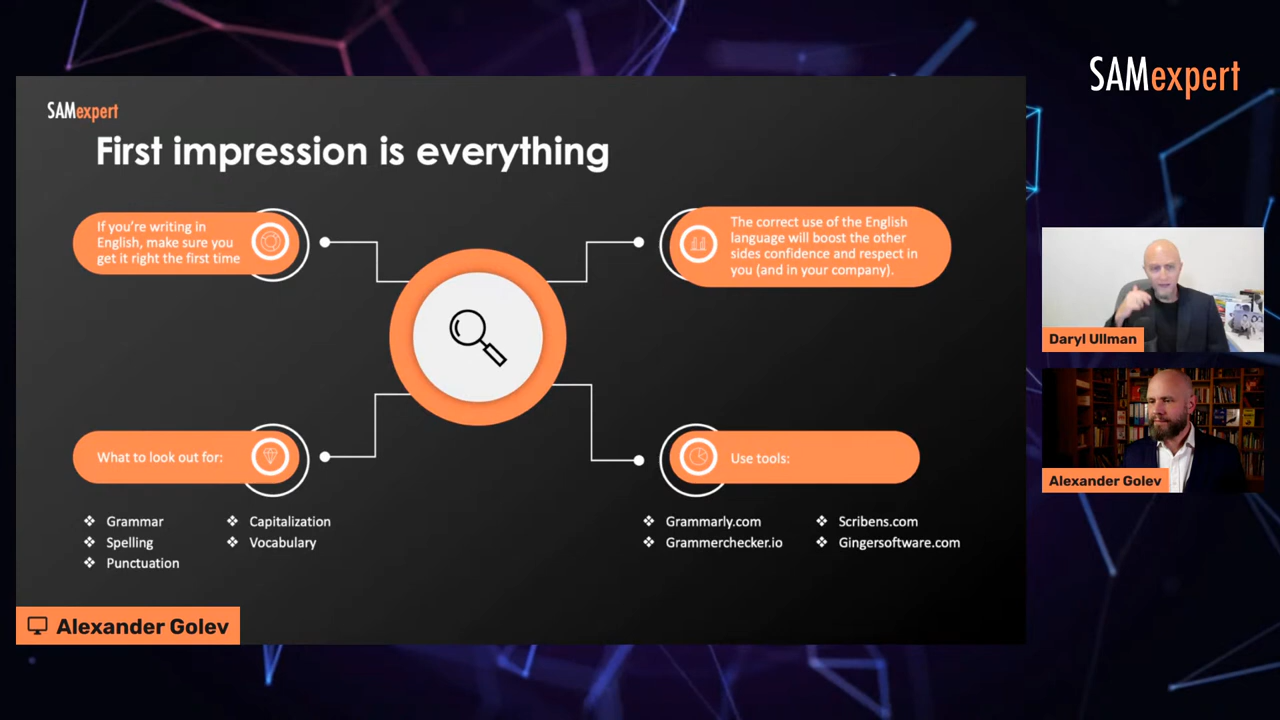 SAMexpert
SAMexpert
First impression is everything
If you're writing in
English, make sure you
get it right the first time
The correct use of the English
language will boost the other
sides confidence and respect in
you (and in your company).
What to look out for:
Grammar
Spelling
Punctuation
Capitalization
Vocabulary
Use tools:
Grammarly.com
Grammerchecker.io
Scribens.com
Gingersoftware.com
Daryl Ullman
Alexander Golev
Alexander Golev